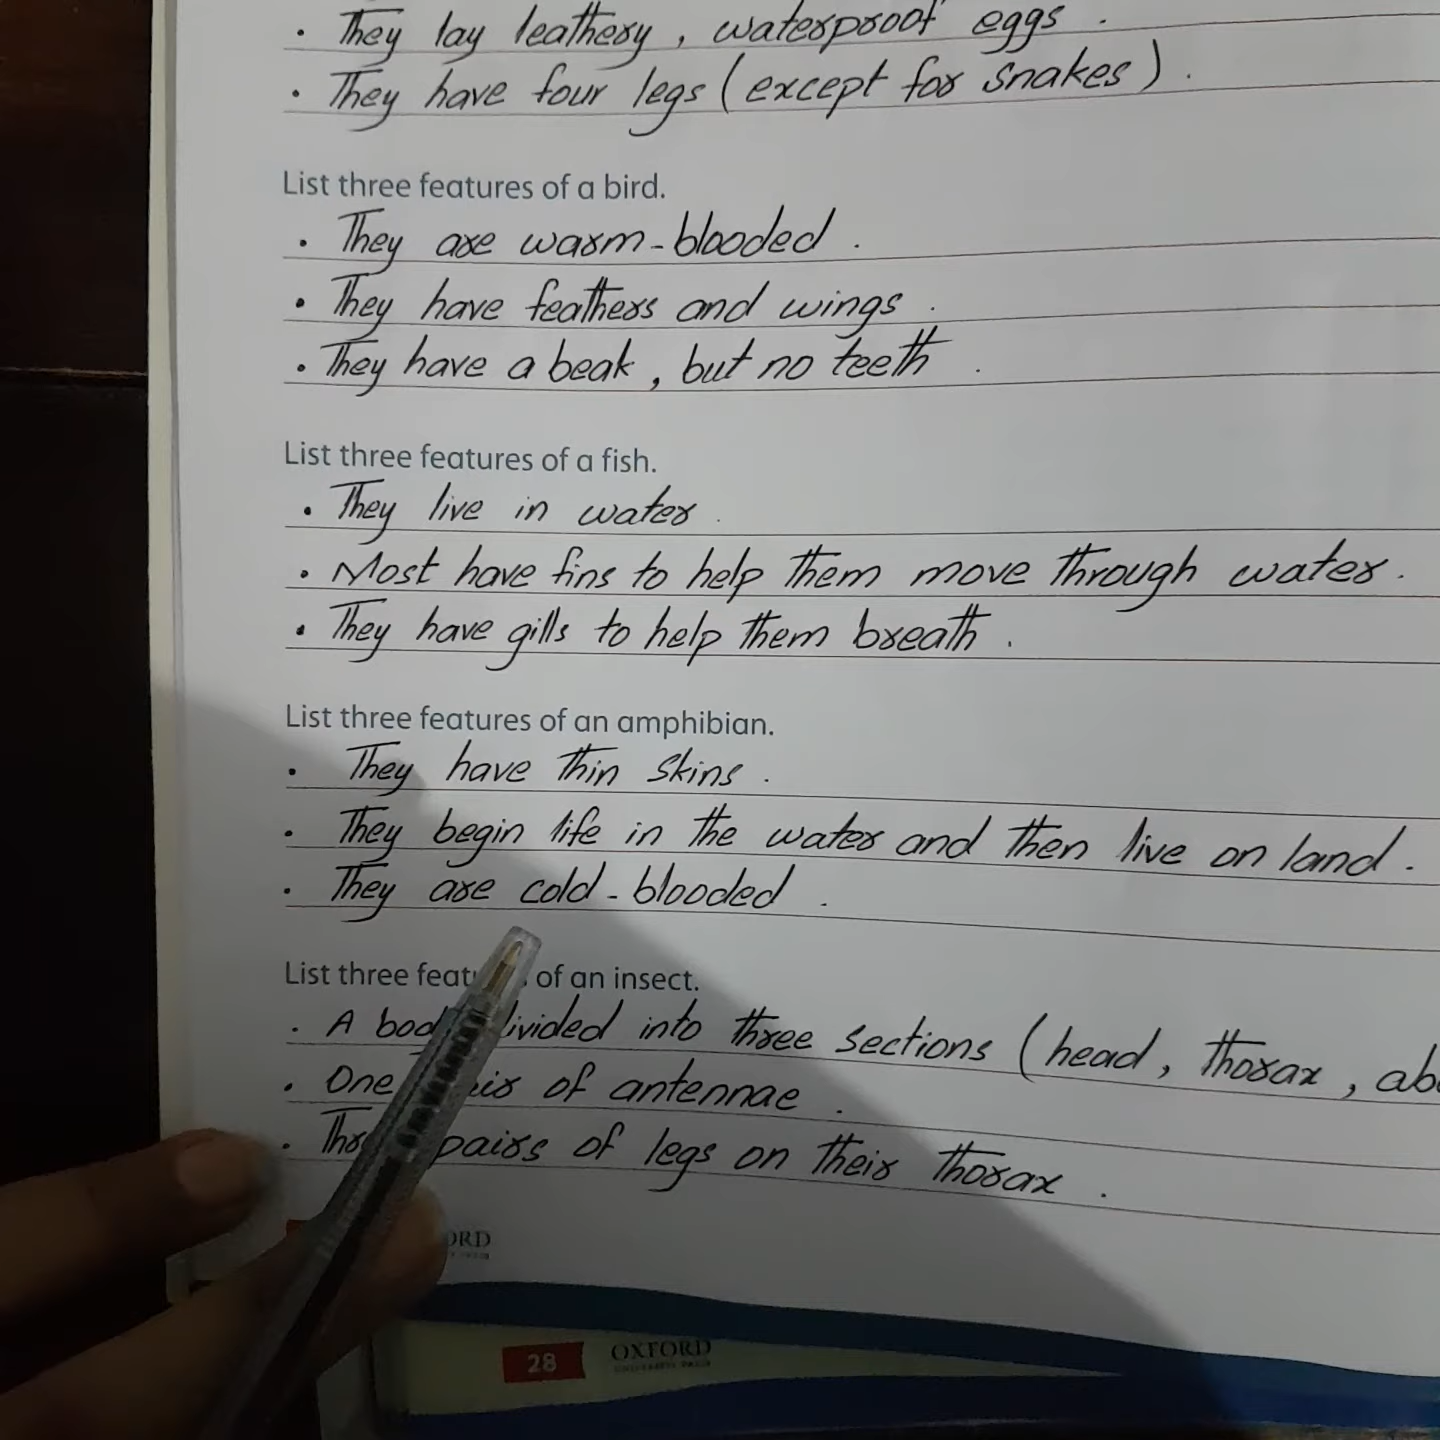 • They lay leathery, waterproof eggs.
• They have four legs (except for snakes).
List three features of a bird.
• They are warm-blooded.
• They have feathers and wings.
• They have a beak, but no teeth.
List three features of a fish.
• They live in water.
• Most have fins to help them move through water.
• They have gills to help them breath.
List three features of an amphibian.
• They have thin skins.
• They begin life in the water and then live on land.
• They are cold-blooded.
List three of an insect.
• A divided into three sections (head, thorax,
• One of antennae.
• pairs of legs on their thorax.
28 OXFORD